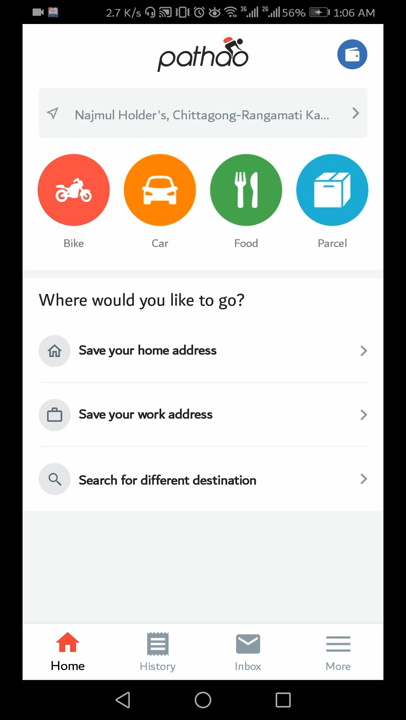 2.7 K/s 3G 2G 56% 1:06 AM
pathao
Najmul Holder's, Chittagong-Rangamati Ka...
Bike Car Food Parcel
Where would you like to go?
Save your home address
Save your work address
Search for different destination
Home History Inbox More